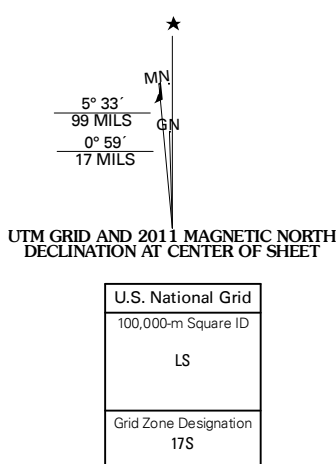 MN.
5° 33´
99 MILS
GN
0° 59´
17 MILS
UTM GRID AND 2011 MAGNETIC NORTH
DECLINATION AT CENTER OF SHEET
U.S. National Grid
100,000-m Square ID
LS
Grid Zone Designation
17S